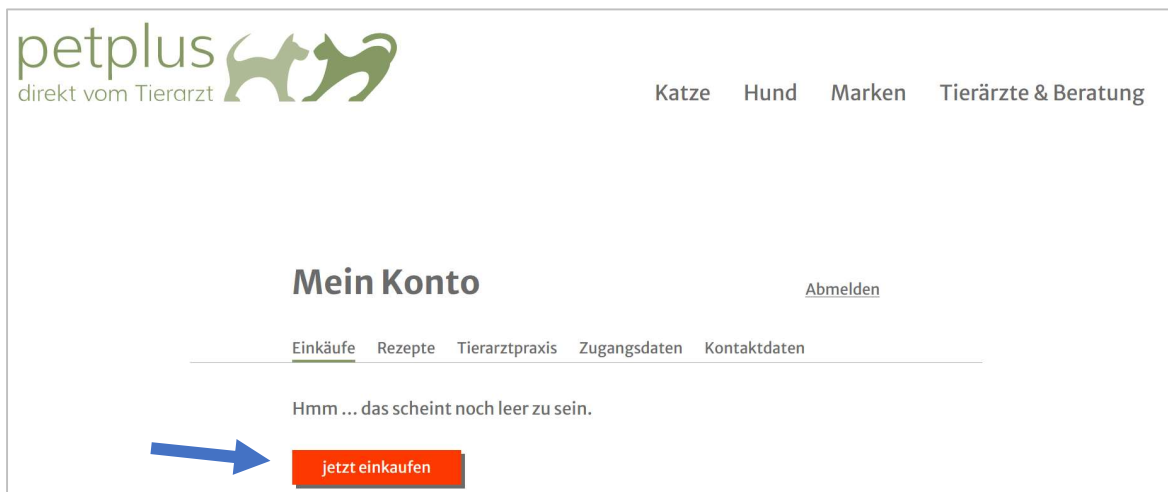 petplus
direkt vom Tierarzt
Katze Hund Marken Tierärzte & Beratung
Mein Konto
Abmelden
Einkäufe Rezepte Tierarztpraxis Zugangsdaten Kontaktdaten
Hmm … das scheint noch leer zu sein.
jetzt einkaufen